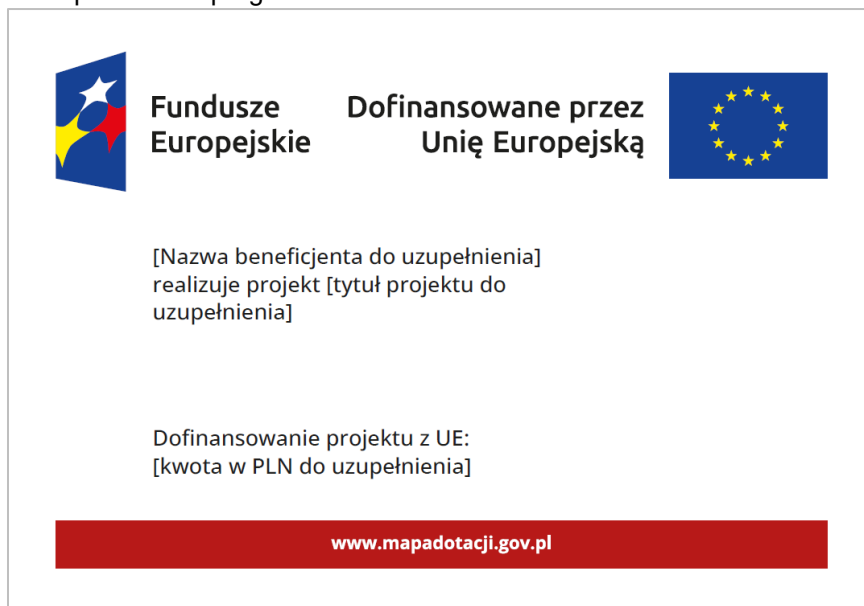 Fundusze
Europejskie
Dofinansowane przez
Unię Europejską
[Nazwa beneficjenta do uzupełnienia]
realizuje projekt [tytuł projektu do
uzupełnienia]
Dofinansowanie projektu z UE:
[kwota w PLN do uzupełnienia]
www.mapadotacji.gov.pl